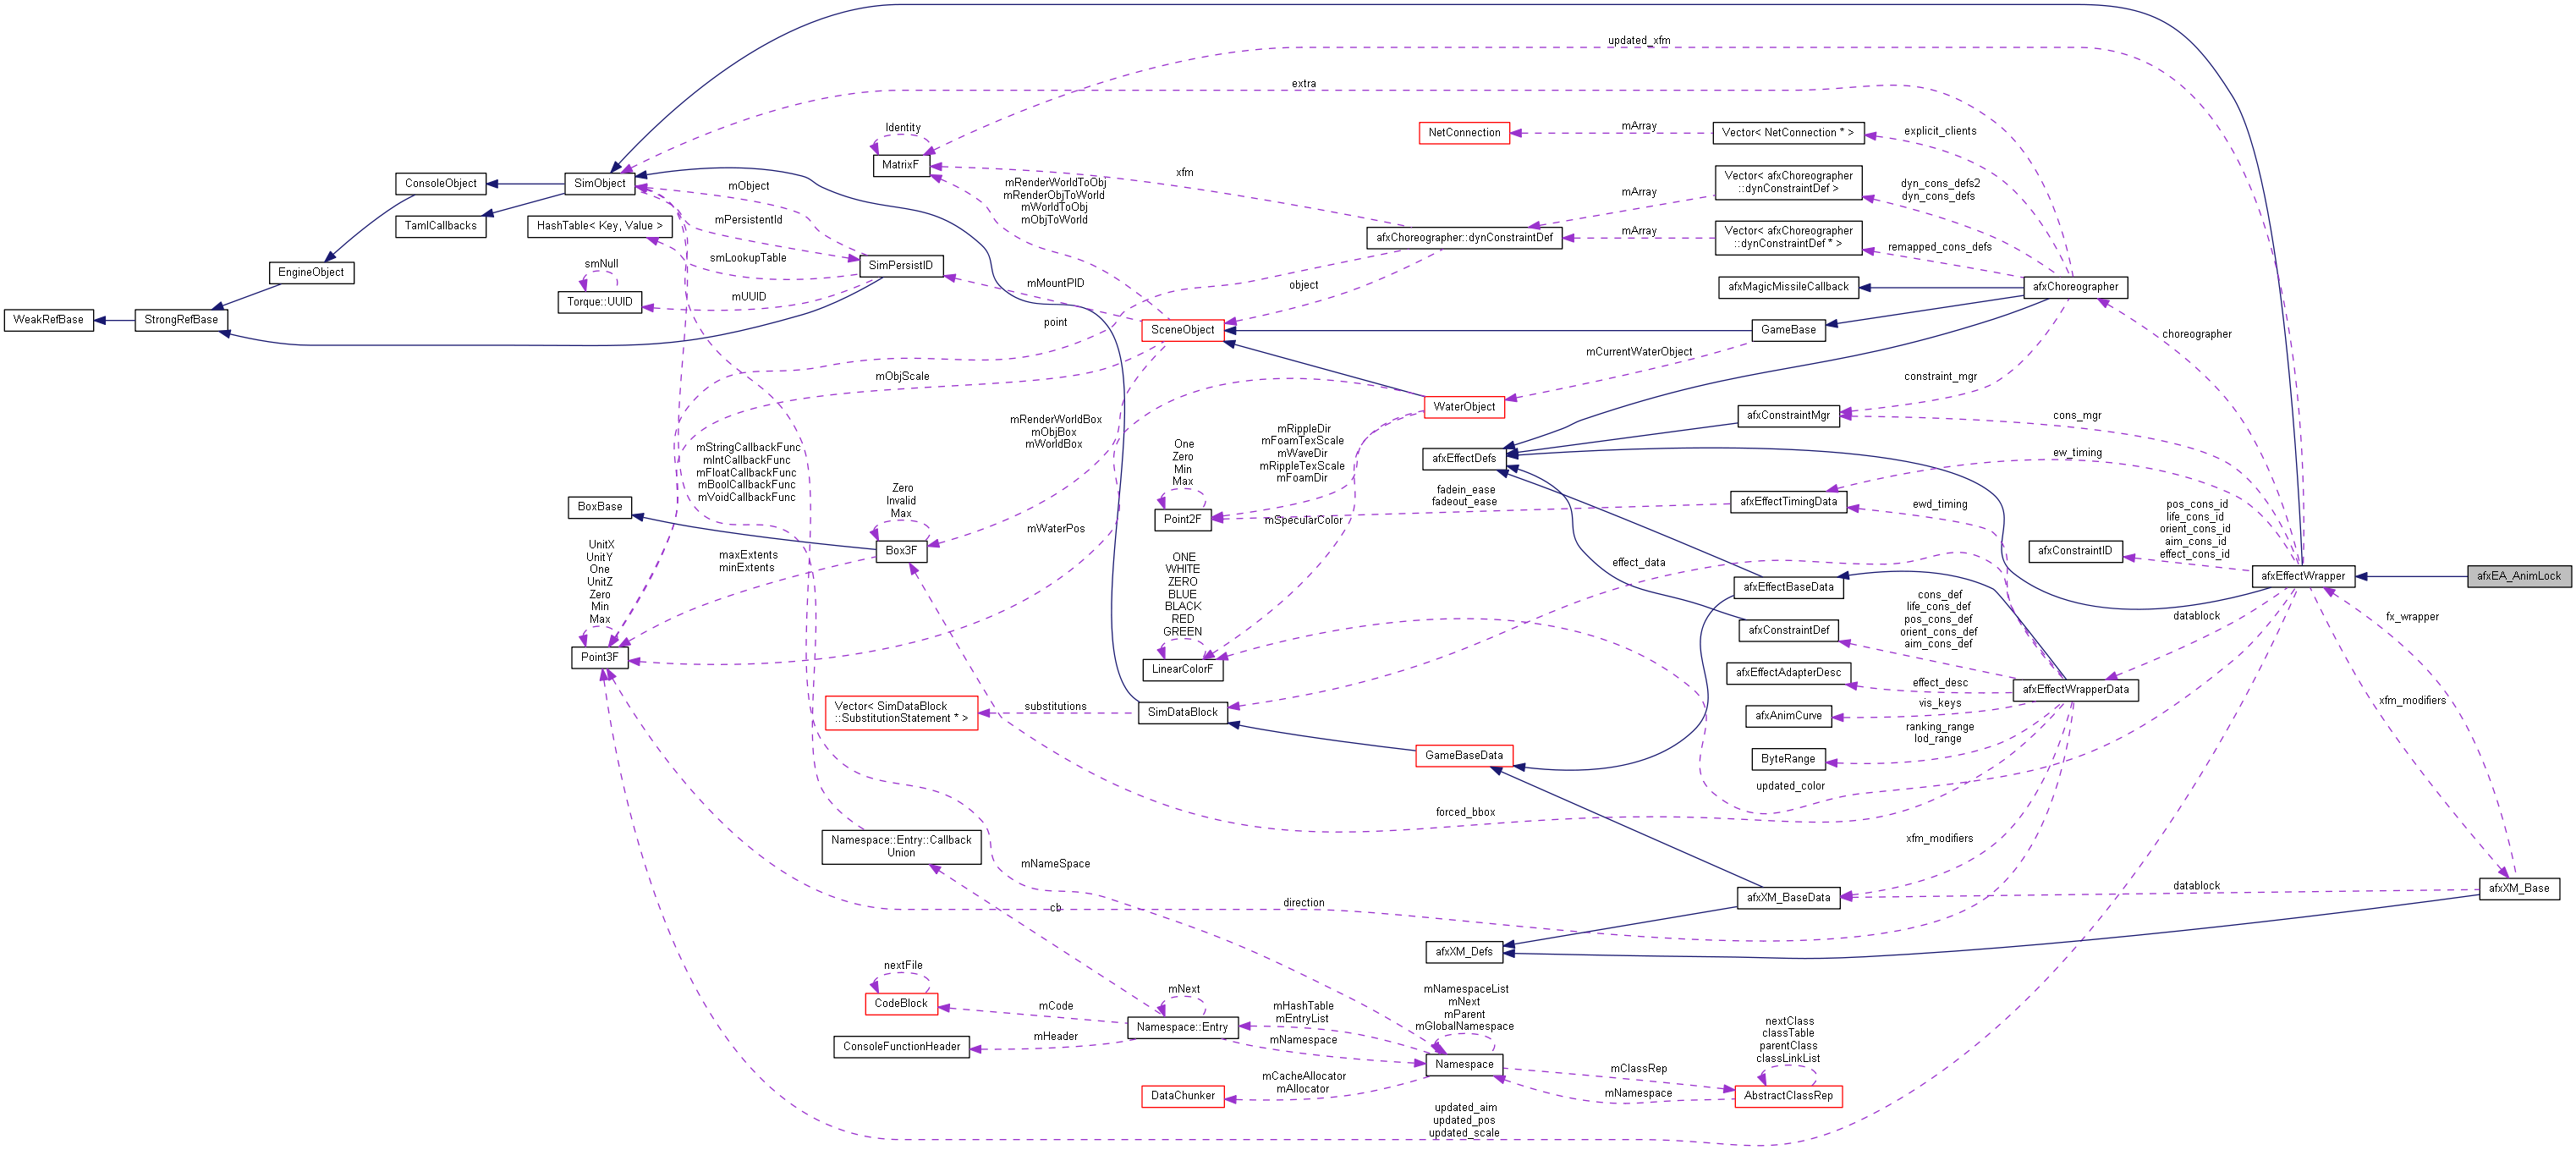 updated_xfm
extra
Identity
MatrixF
NetConnection
mArray
Vector< NetConnection * >
explicit_clients
ConsoleObject
SimObject
mObject
mRenderWorldToObj
mRenderObjToWorld
mWorldToObj
mObjToWorld
xfm
Vector< afxChoreographer
::dynConstraintDef >
mArray
dyn_cons_defs2
dyn_cons_defs
TamlCallbacks
HashTable< Key, Value >
mPersistentId
afxChoreographer::dynConstraintDef
mArray
Vector< afxChoreographer
::dynConstraintDef * >
remapped_cons_defs
EngineObject
smNull
smLookupTable
SimPersistID
mMountPID
object
afxMagicMissileCallback
afxChoreographer
Torque::UUID
mUUID
WeakRefBase
StrongRefBase
point
SceneObject
GameBase
choreographer
mCurrentWaterObject
mObjScale
constraint_mgr
WaterObject
afxConstraintMgr
cons_mgr
mRenderWorldBox
mObjBox
mWorldBox
mRippleDir
mFoamTexScale
mWaveDir
mRippleTexScale
mFoamDir
One
Zero
Min
Max
Point2F
afxEffectDefs
ew_timing
mStringCallbackFunc
mIntCallbackFunc
mFloatCallbackFunc
mBoolCallbackFunc
mVoidCallbackFunc
Zero
Invalid
Max
Box3F
BoxBase
fadein_ease
fadeout_ease
afxEffectTimingData
ewd_timing
pos_cons_id
life_cons_id
orient_cons_id
aim_cons_id
effect_cons_id
afxConstraintID
mSpecularColor
mWaterPos
maxExtents
minExtents
UnitX
UnitY
One
UnitZ
Zero
Min
Max
Point3F
ONE
WHITE
ZERO
BLUE
BLACK
RED
GREEN
LinearColorF
effect_data
afxEffectBaseData
afxEffectWrapper
afxEA_AnimLock
cons_def
life_cons_def
pos_cons_def
orient_cons_def
aim_cons_def
afxConstraintDef
datablock
fx_wrapper
afxEffectAdapterDesc
effect_desc
afxEffectWrapperData
Vector< SimDataBlock
::SubstitutionStatement * >
substitutions
SimDataBlock
afxAnimCurve
vis_keys
xfm_modifiers
ranking_range
lod_range
ByteRange
GameBaseData
updated_color
forced_bbox
xfm_modifiers
Namespace::Entry::Callback
Union
mNameSpace
cb
direction
afxXM_BaseData
datablock
afxXM_Base
afxXM_Defs
nextFile
CodeBlock
mCode
mNext
Namespace::Entry
mHashTable
mEntryList
mNamespaceList
mNext
mParent
mGlobalNamespace
ConsoleFunctionHeader
mHeader
mNamespace
Namespace
mClassRep
nextClass
classTable
parentClass
classLinkList
AbstractClassRep
mNamespace
DataChunker
mCacheAllocator
mAllocator
updated_aim
updated_pos
updated_scale